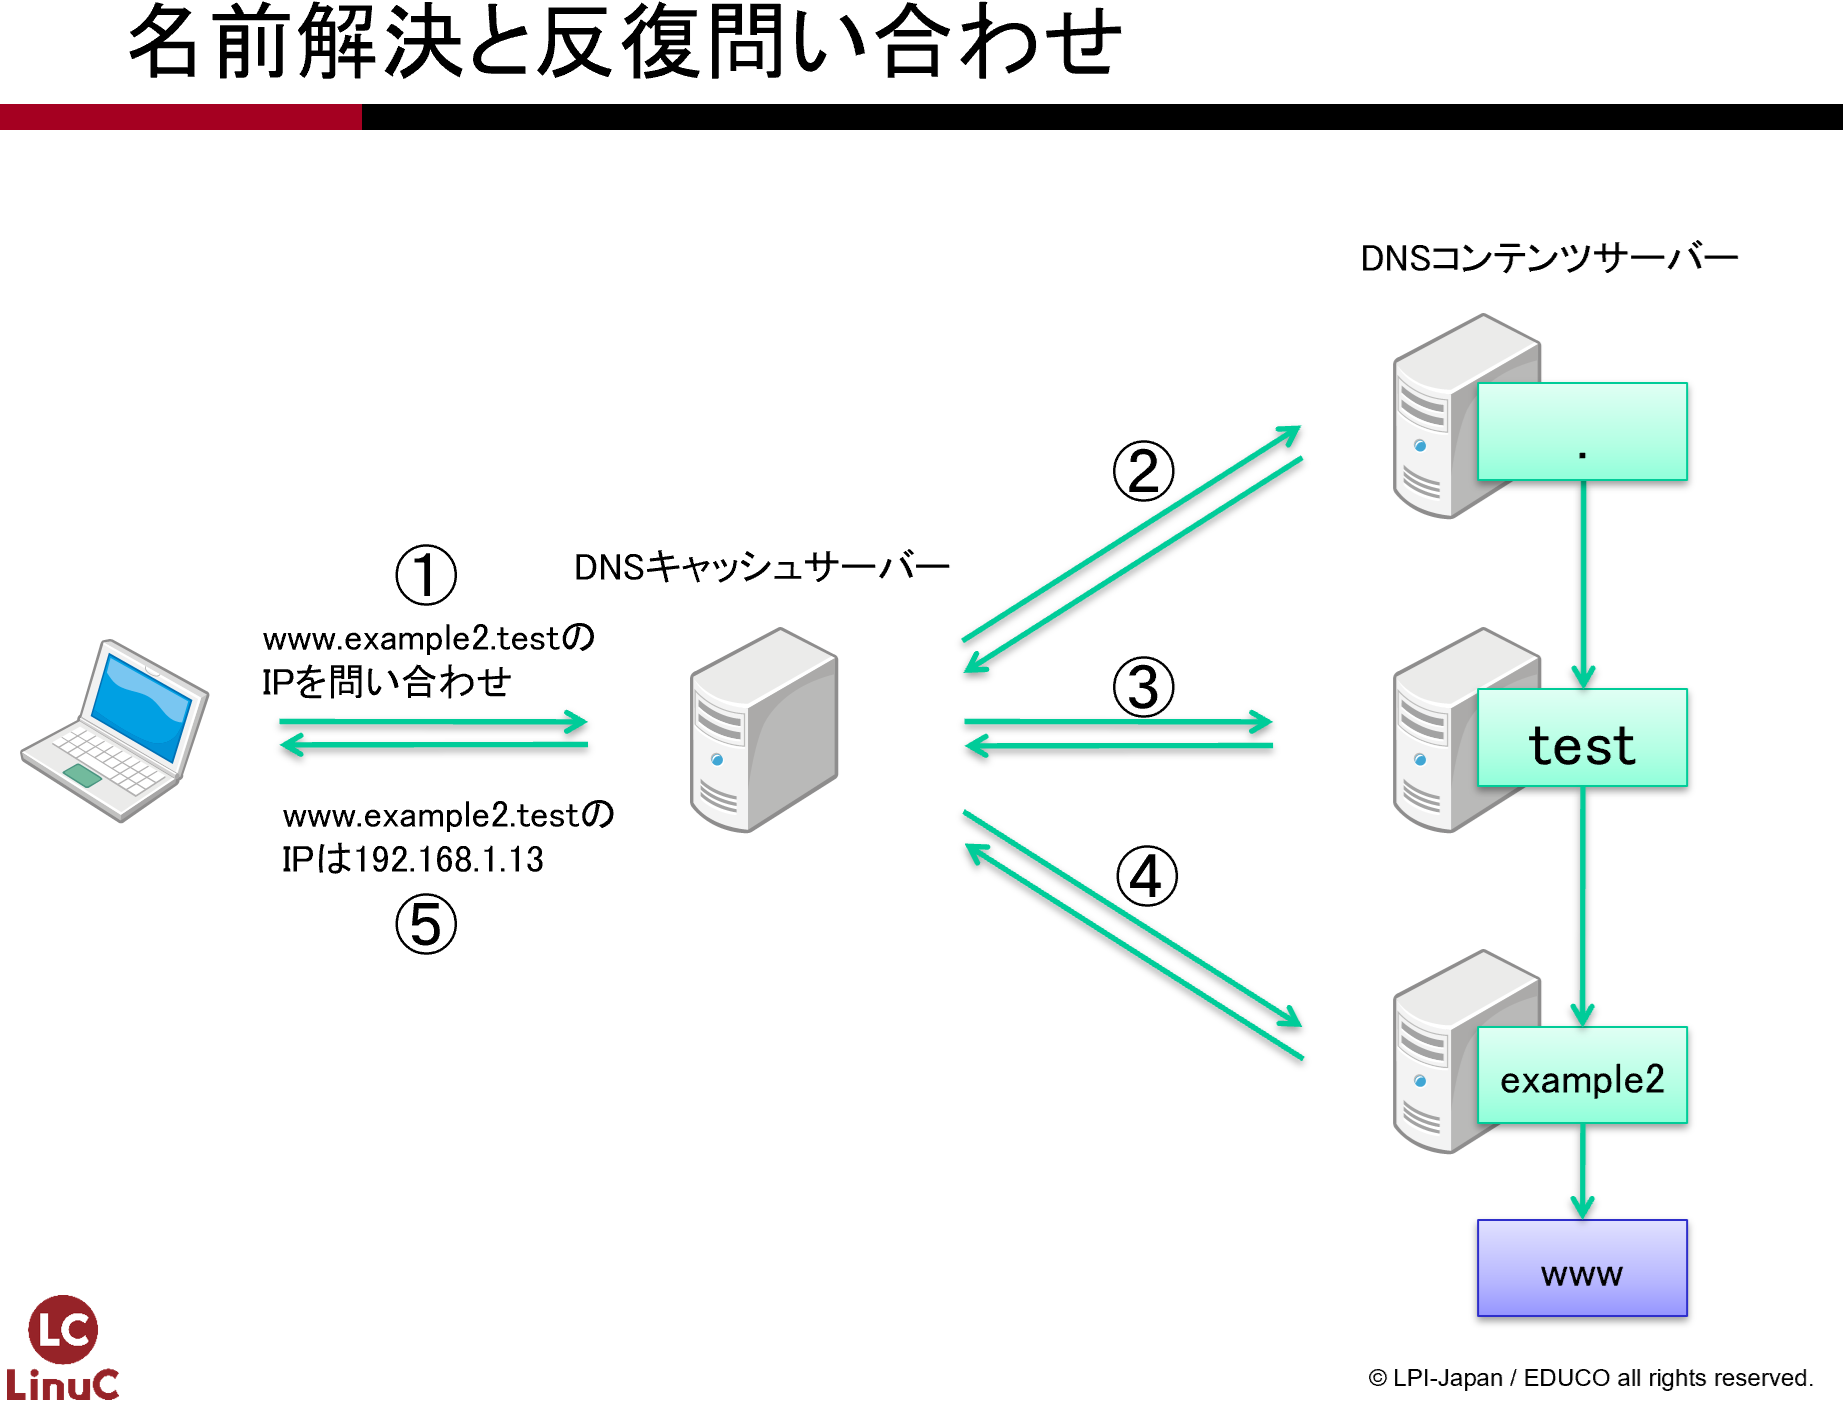 名前解決と反復問い合わせ
DNSコンテンツサーバー
.
②
①
DNSキャッシュサーバー
www.example2.testの
IPを問い合わせ
③
test
www.example2.testの
IPは192.168.1.13
④
⑤
example2
www
LC
LinuC
© LPI-Japan / EDUCO all rights reserved.